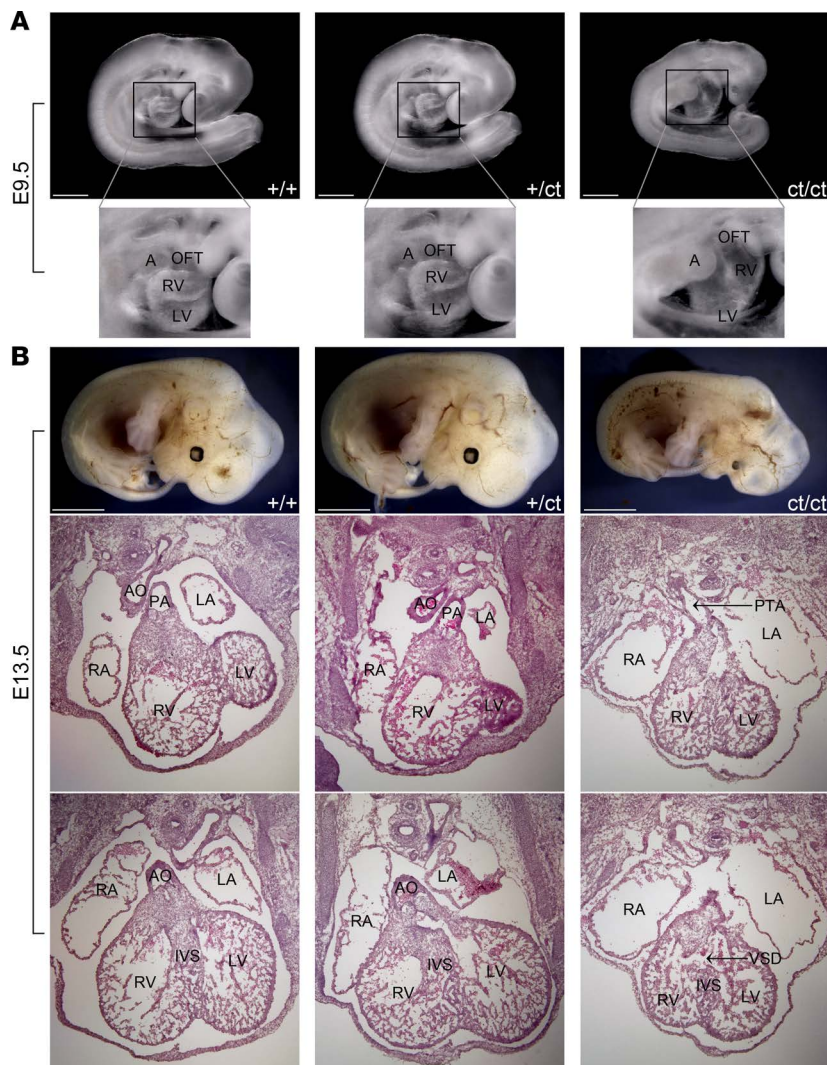 A
E9.5
+/+
+/ct
ct/ct
A OFT
RV
LV
A OFT
RV
LV
OFT
A RV
LV
B
E13.5
+/+
+/ct
ct/ct
AO PA LA
RA LV
RV
AO PA LA
RA
RV LV
PTA
RA LA
RV LV
RA AO LA
RV IVS LV
AO LA
RA
RV IVS LV
RA LA
VSD
RV IVS LV